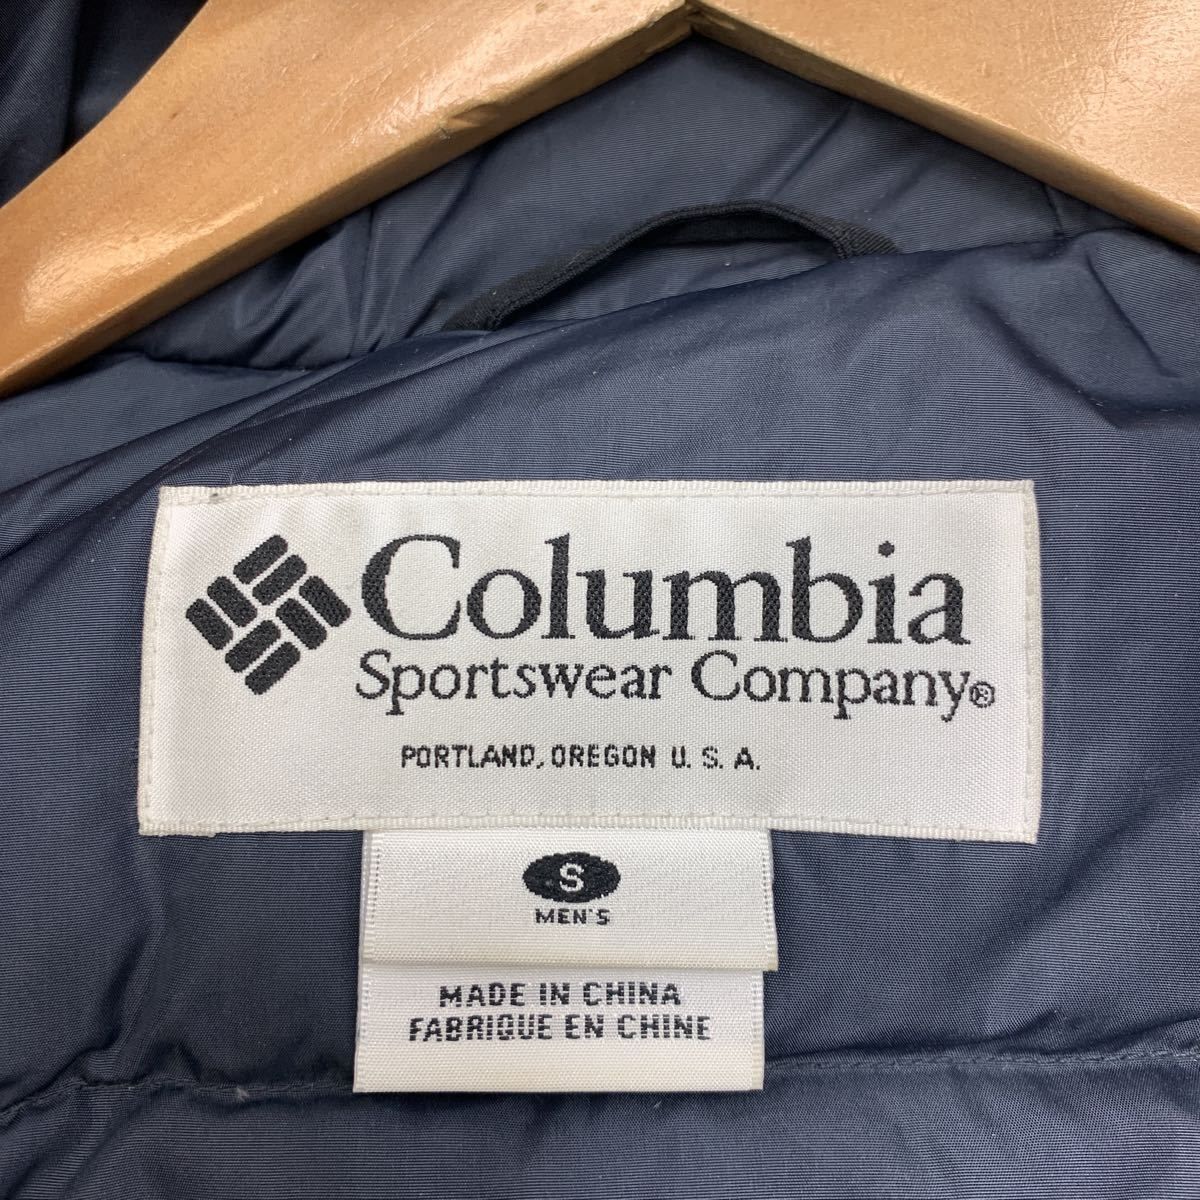 Columbia
Sportswear Company®
PORTLAND, OREGON U. S. A.
S
MEN'S
MADE IN CHINA
FABRIQUE EN CHINE